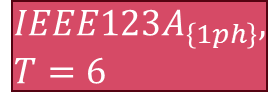 IEEE123A_{\{1ph\}},
T = 6